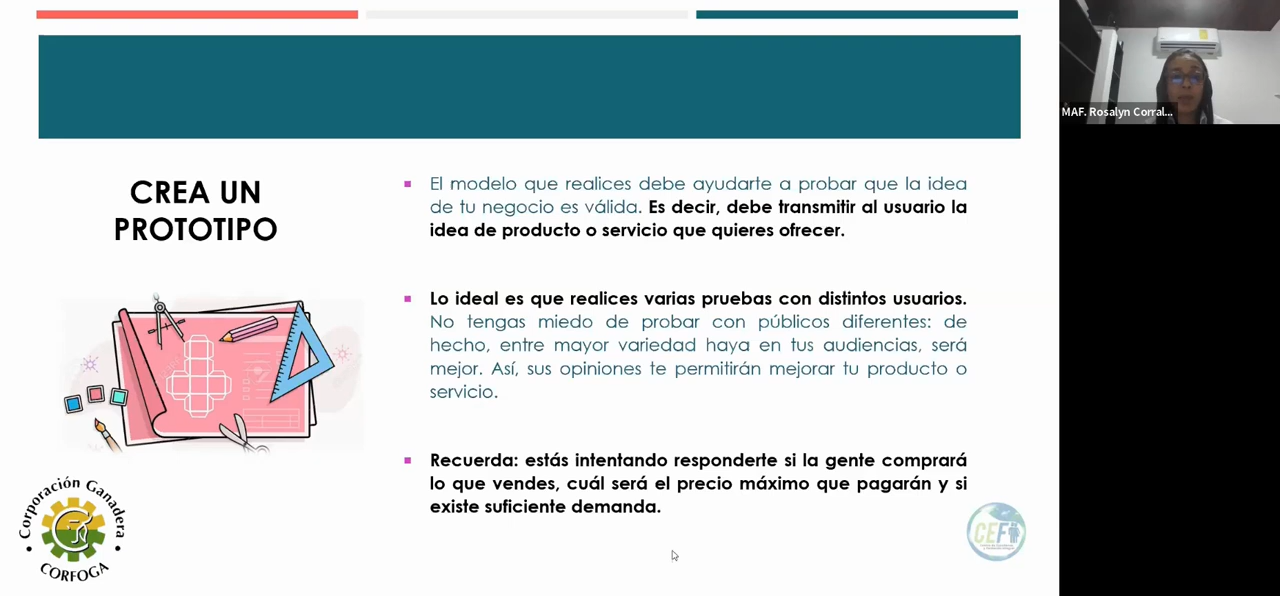 CREA UN
PROTOTIPO
El modelo que realices debe ayudarte a probar que la idea
de tu negocio es válida. Es decir, debe transmitir al usuario la
idea de producto o servicio que quieres ofrecer.
Lo ideal es que realices varias pruebas con distintos usuarios.
No tengas miedo de probar con públicos diferentes: de
hecho, entre mayor variedad haya en tus audiencias, será
mejor. Así, sus opiniones te permitirán mejorar tu producto o
servicio.
Recuerda: estás intentando responderte si la gente comprará
lo que vendes, cuál será el precio máximo que pagarán y si
existe suficiente demanda.
Corporación Ganadera
CORFOGA
CEFI
MAF. Rosalyn Corral...